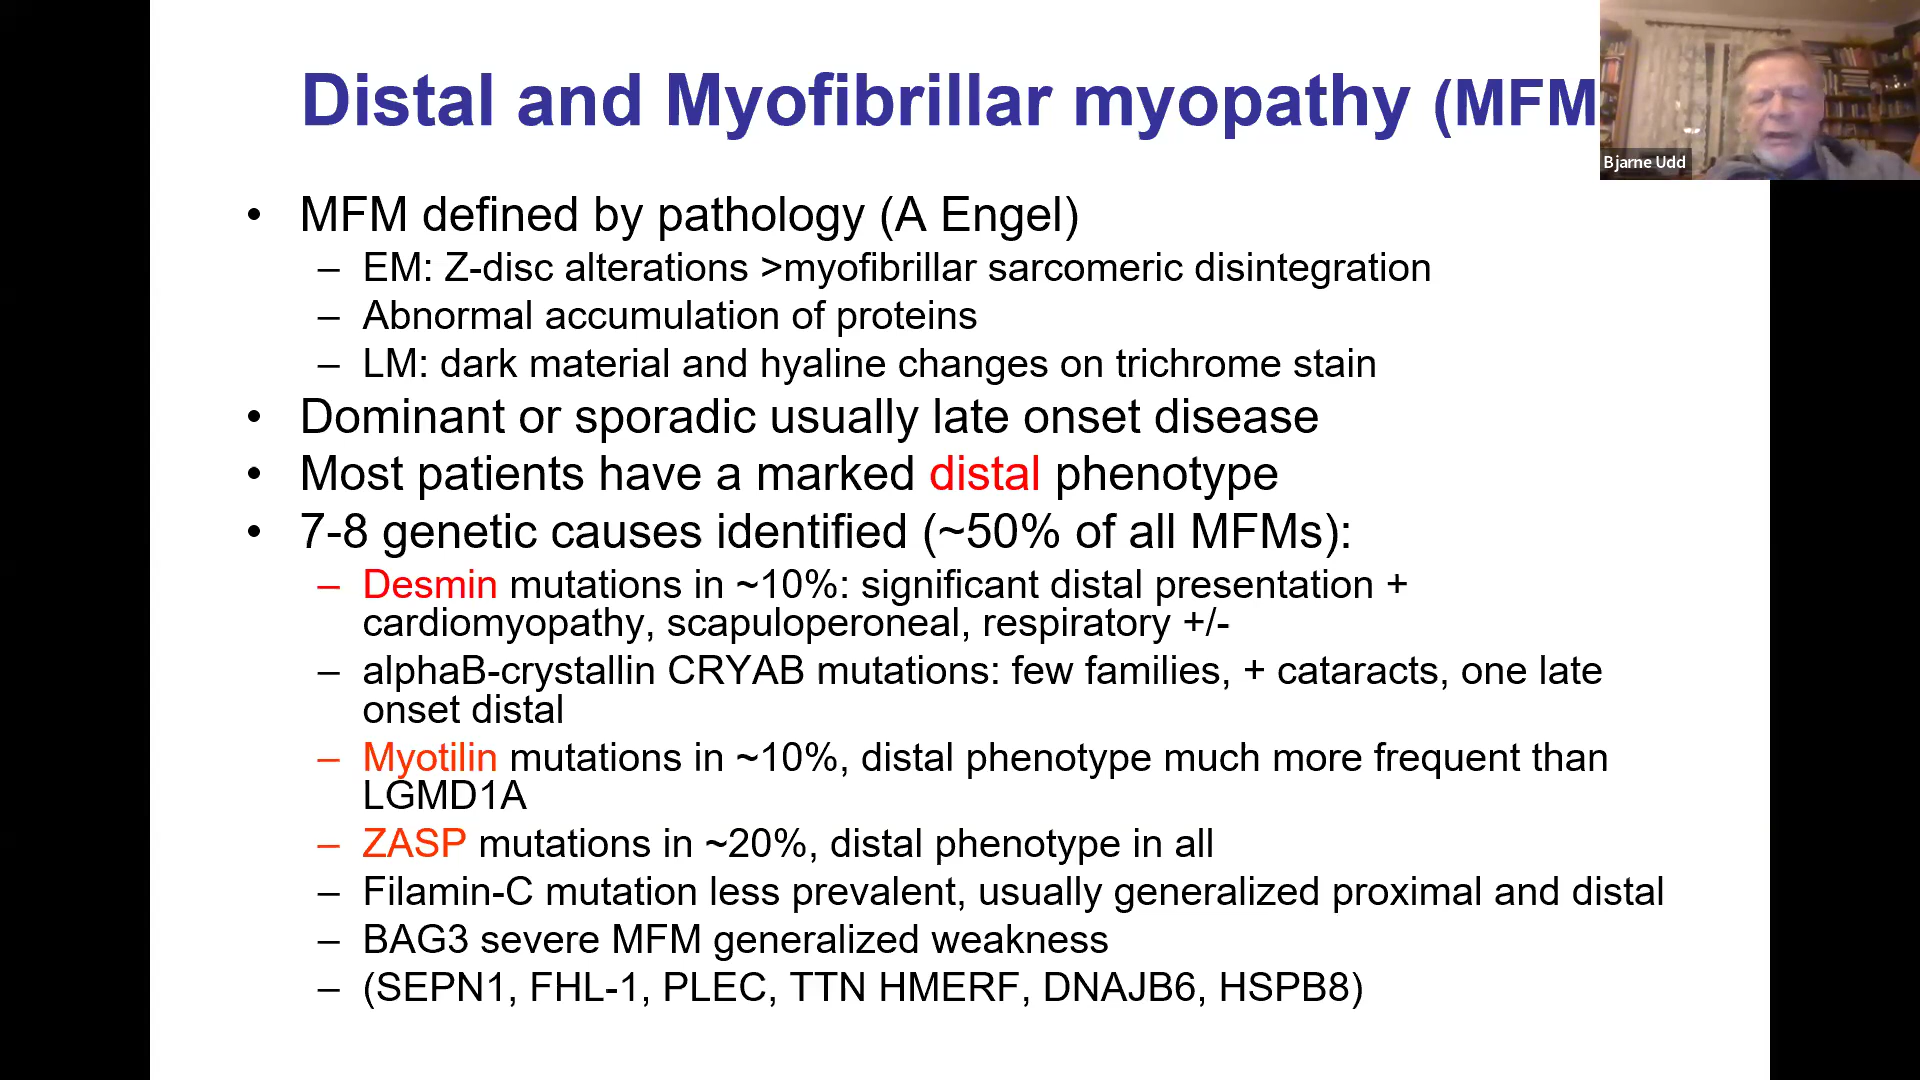 Distal and Myofibrillar myopathy (MFM
Bjarne Udd
• MFM defined by pathology (A Engel)
– EM: Z-disc alterations >myofibrillar sarcomeric disintegration
– Abnormal accumulation of proteins
– LM: dark material and hyaline changes on trichrome stain
• Dominant or sporadic usually late onset disease
• Most patients have a marked distal phenotype
• 7-8 genetic causes identified (~50% of all MFMs):
– Desmin mutations in ~10%: significant distal presentation +
cardiomyopathy, scapuloperoneal, respiratory +/-
– alphaB-crystallin CRYAB mutations: few families, + cataracts, one late
onset distal
– Myotilin mutations in ~10%, distal phenotype much more frequent than
LGMD1A
– ZASP mutations in ~20%, distal phenotype in all
– Filamin-C mutation less prevalent, usually generalized proximal and distal
– BAG3 severe MFM generalized weakness
– (SEPN1, FHL-1, PLEC, TTN HMERF, DNAJB6, HSPB8)